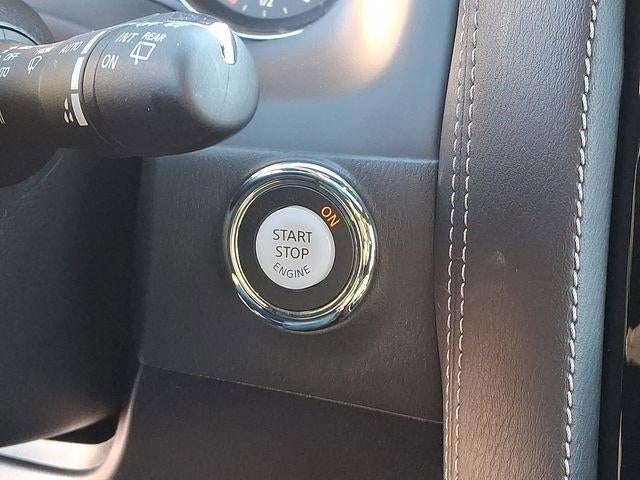 INT REAR
AUTO
ON
OFF
ON
START
STOP
ENGINE